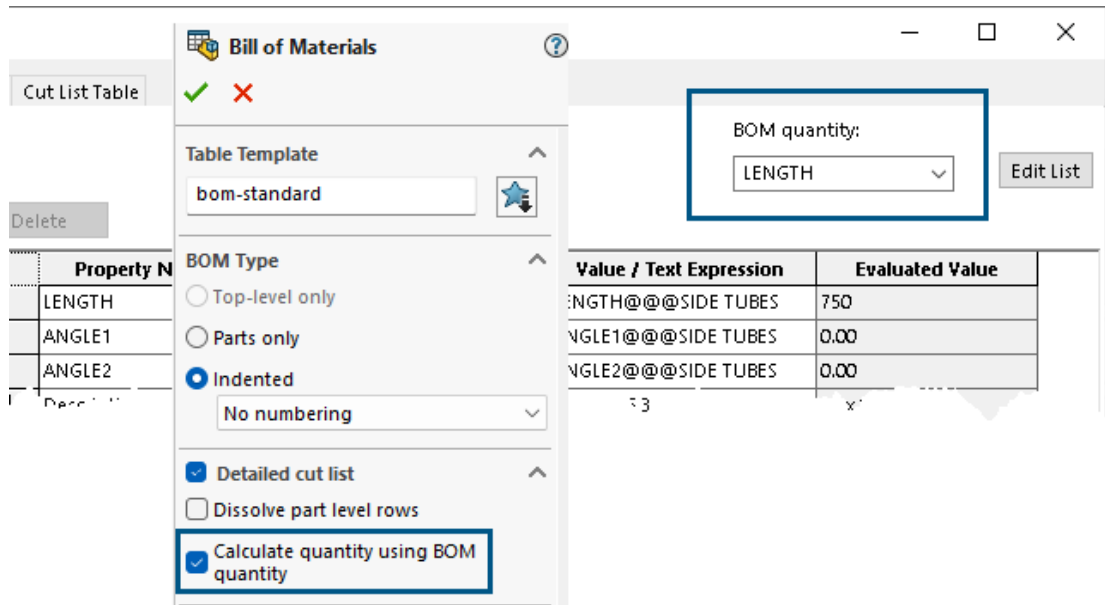 Bill of Materials
Cut List Table
BOM quantity:
Table Template
LENGTH
Edit List
bom-standard
Delete
BOM Type
Property N
Value / Text Expression
Evaluated Value
Top-level only
LENGTH
ENGTH@@@SIDE TUBES
750
Parts only
ANGLE1
NGLE1@@@SIDE TUBES
0.00
Indented
ANGLE2
NGLE2@@@SIDE TUBES
0.00
No numbering
Detailed cut list
Dissolve part level rows
Calculate quantity using BOM
quantity